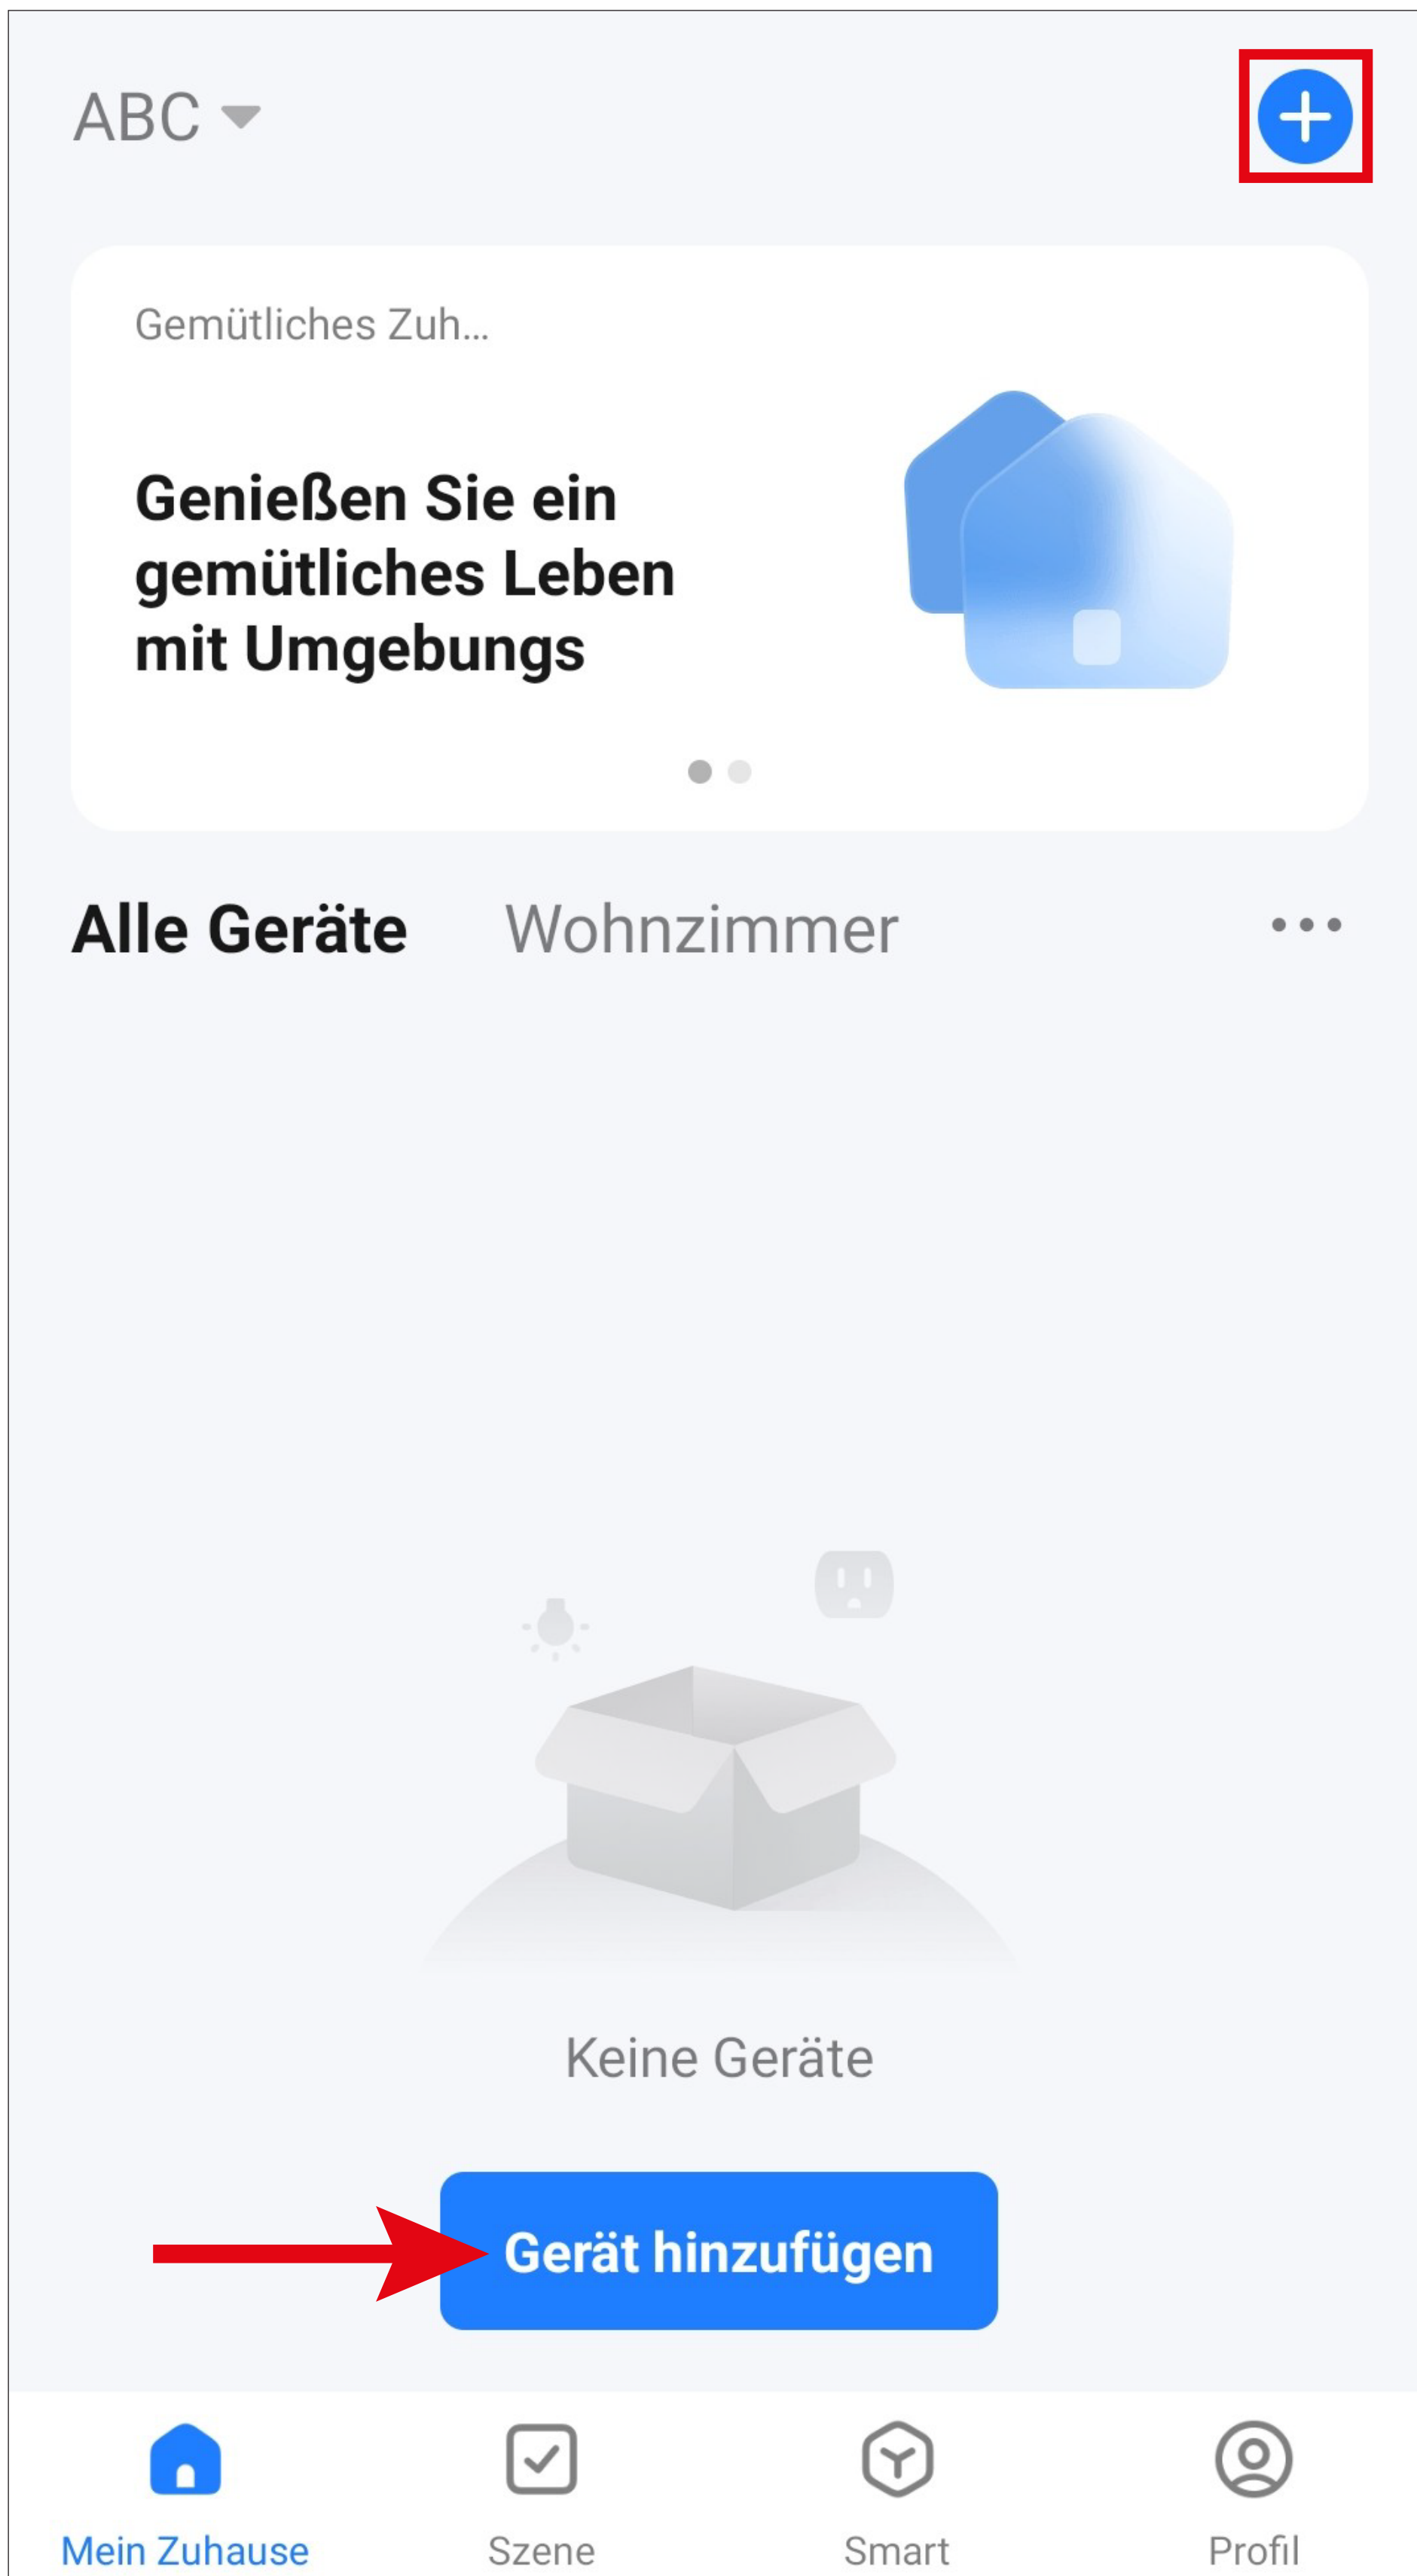 ABC
Gemütliches Zuh...
Genießen Sie ein
gemütliches Leben
mit Umgebungs
Alle Geräte Wohnzimmer
Keine Geräte
Gerät hinzufügen
Mein Zuhause Szene Smart Profil